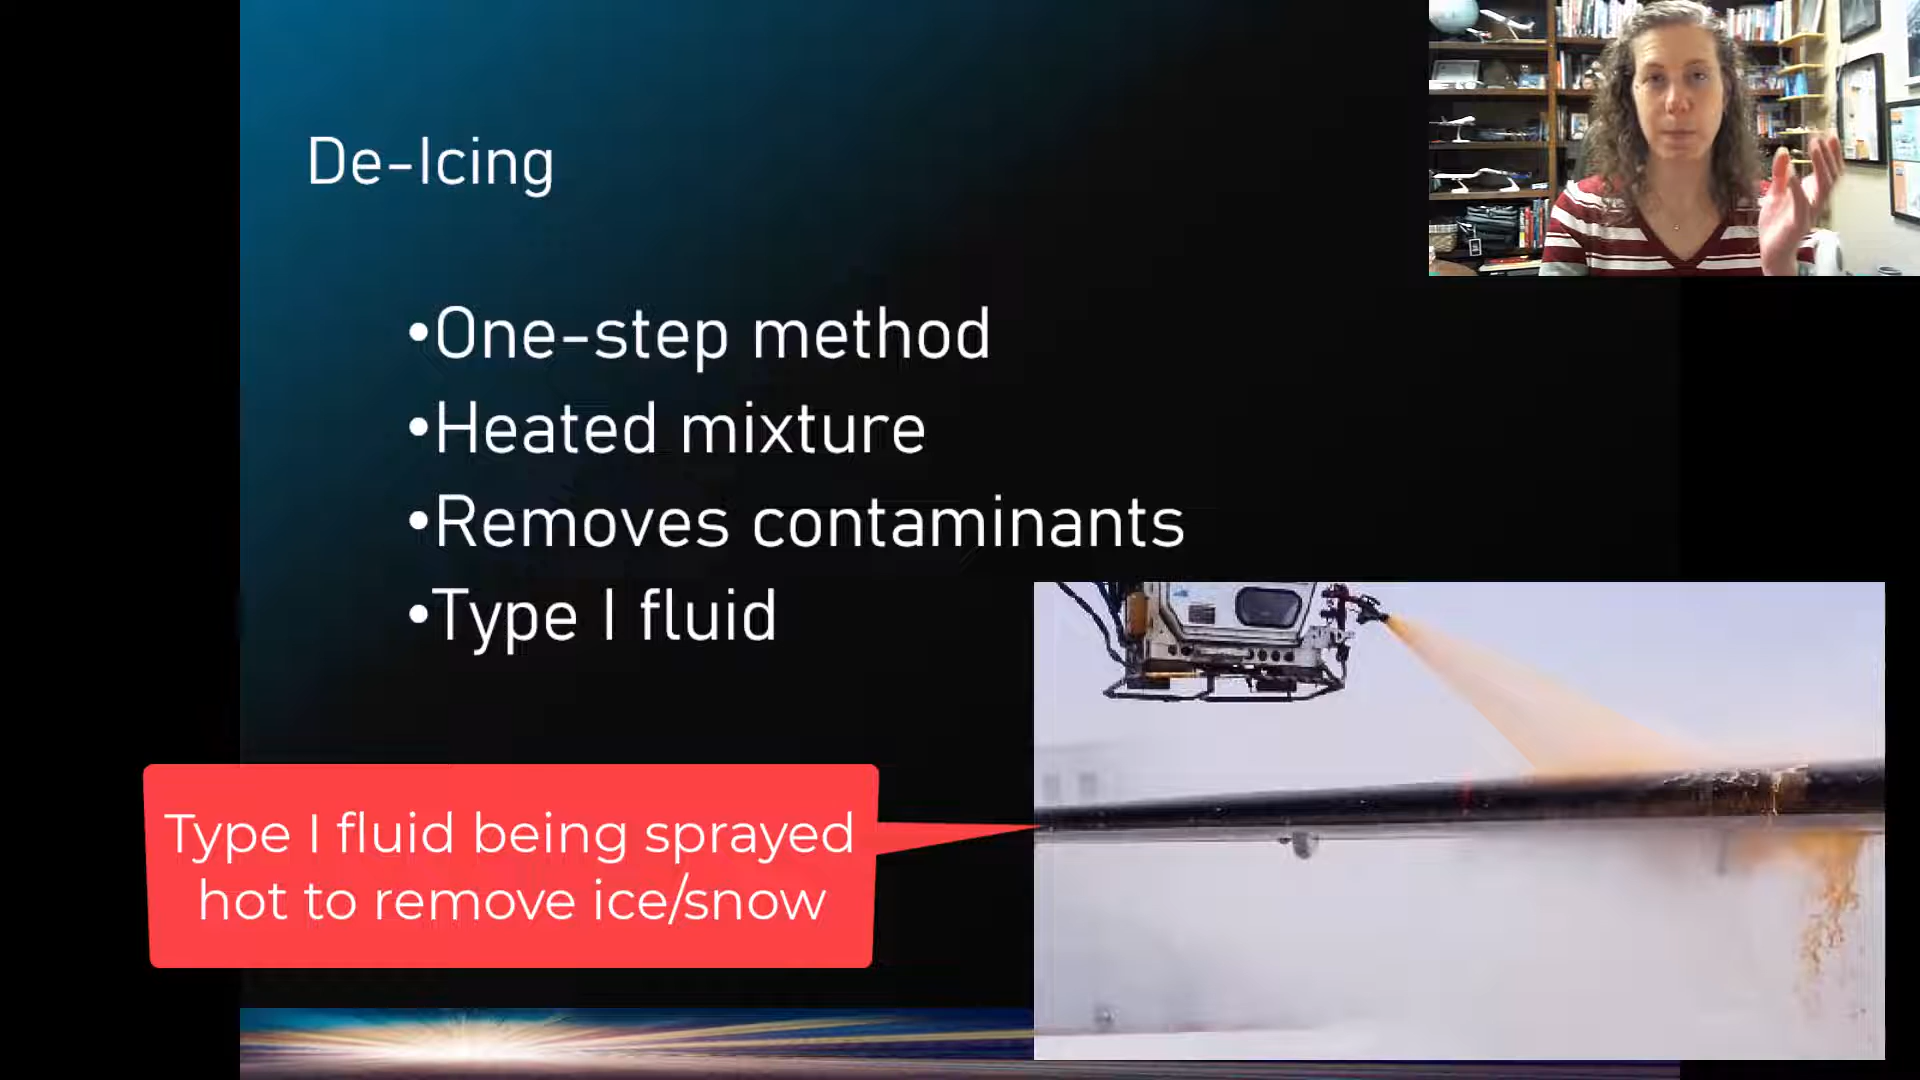 De-Icing
•One-step method
•Heated mixture
•Removes contaminants
•Type I fluid
Type I fluid being sprayed
hot to remove ice/snow